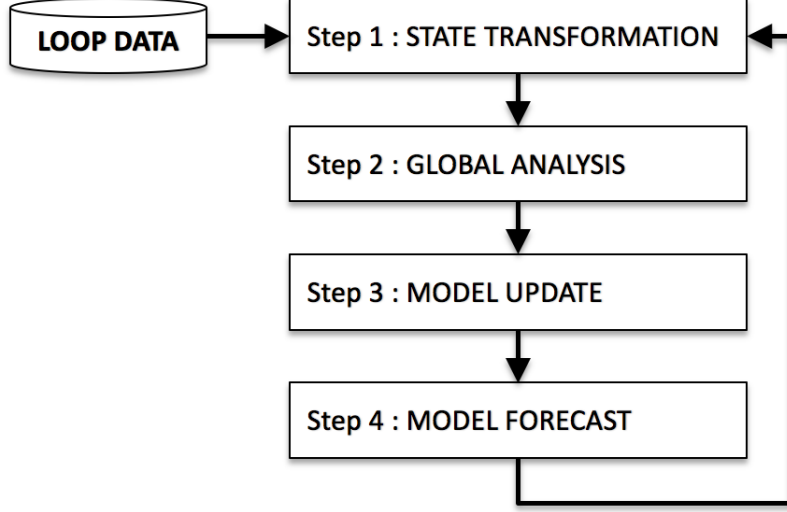 LOOP DATA
Step 1 : STATE TRANSFORMATION
Step 2 : GLOBAL ANALYSIS
Step 3 : MODEL UPDATE
Step 4 : MODEL FORECAST